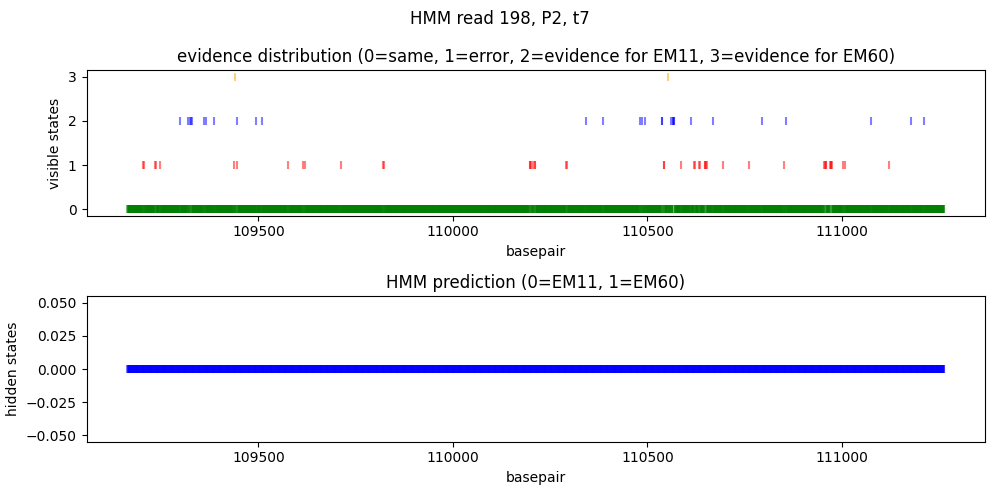 HMM read 198, P2, t7
evidence distribution (0=same, 1=error, 2=evidence for EM11, 3=evidence for EM60)
visible states
3
2
1
0
109500 110000 110500 111000
basepair
HMM prediction (0=EM11, 1=EM60)
hidden states
0.050
0.025
0.000
−0.025
−0.050
109500 110000 110500 111000
basepair